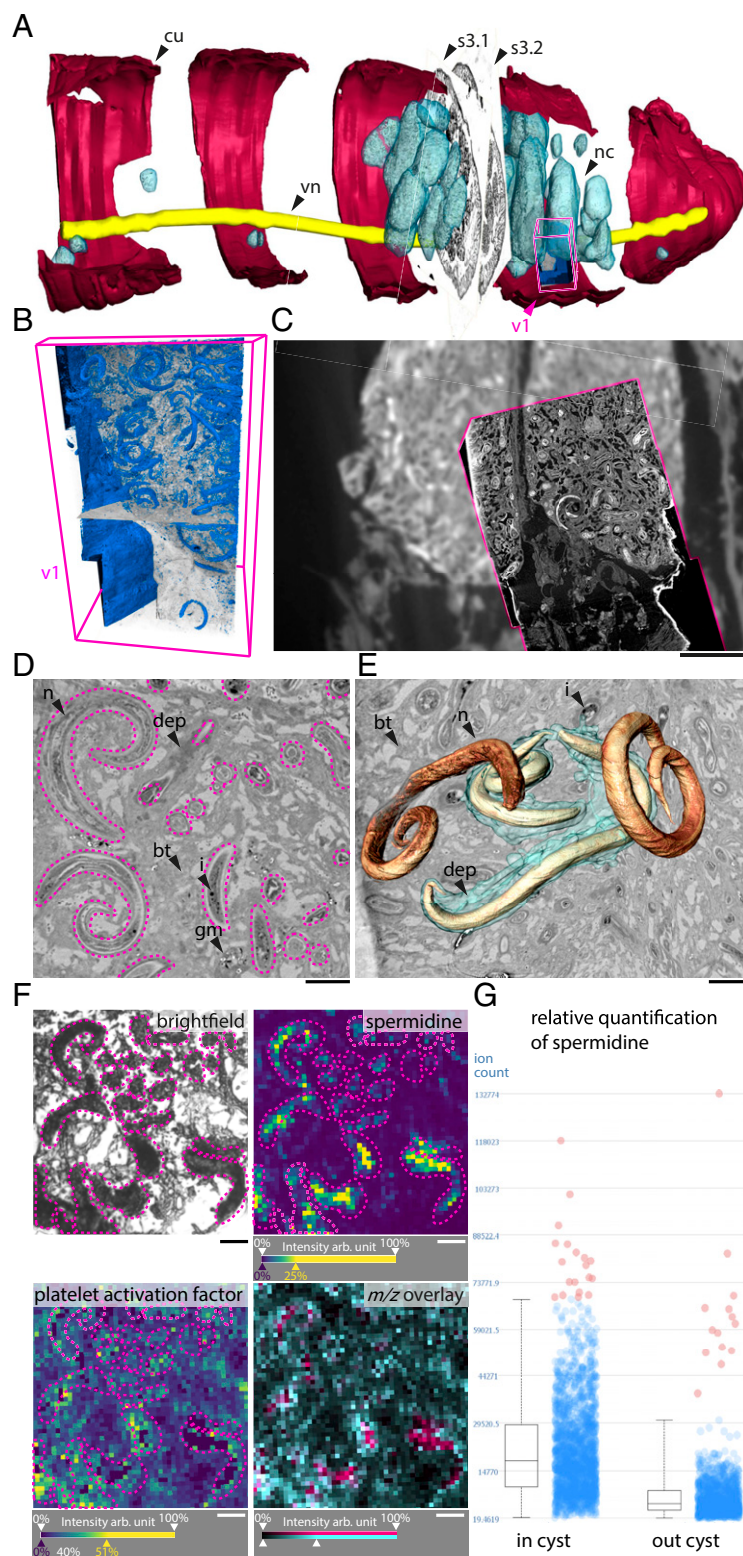 A
cu
s3.1
s3.2
nc
vn
v1
B
C
v1
D
E
n
dep
bt
i
gm
bt
n
i
dep
F
G
brightfield
spermidine
relative quantification
of spermidine
ion
count
132774
118023
103273
88522.4
73771.9
59021.5
44271
29520.5
14770
19.4619
in cyst
out cyst
0%
Intensity arb. unit
100%
0%
25%
platelet activation factor
m/z overlay
0%
Intensity arb. unit
100%
0%
40%
51%
0%
Intensity arb. unit
100%